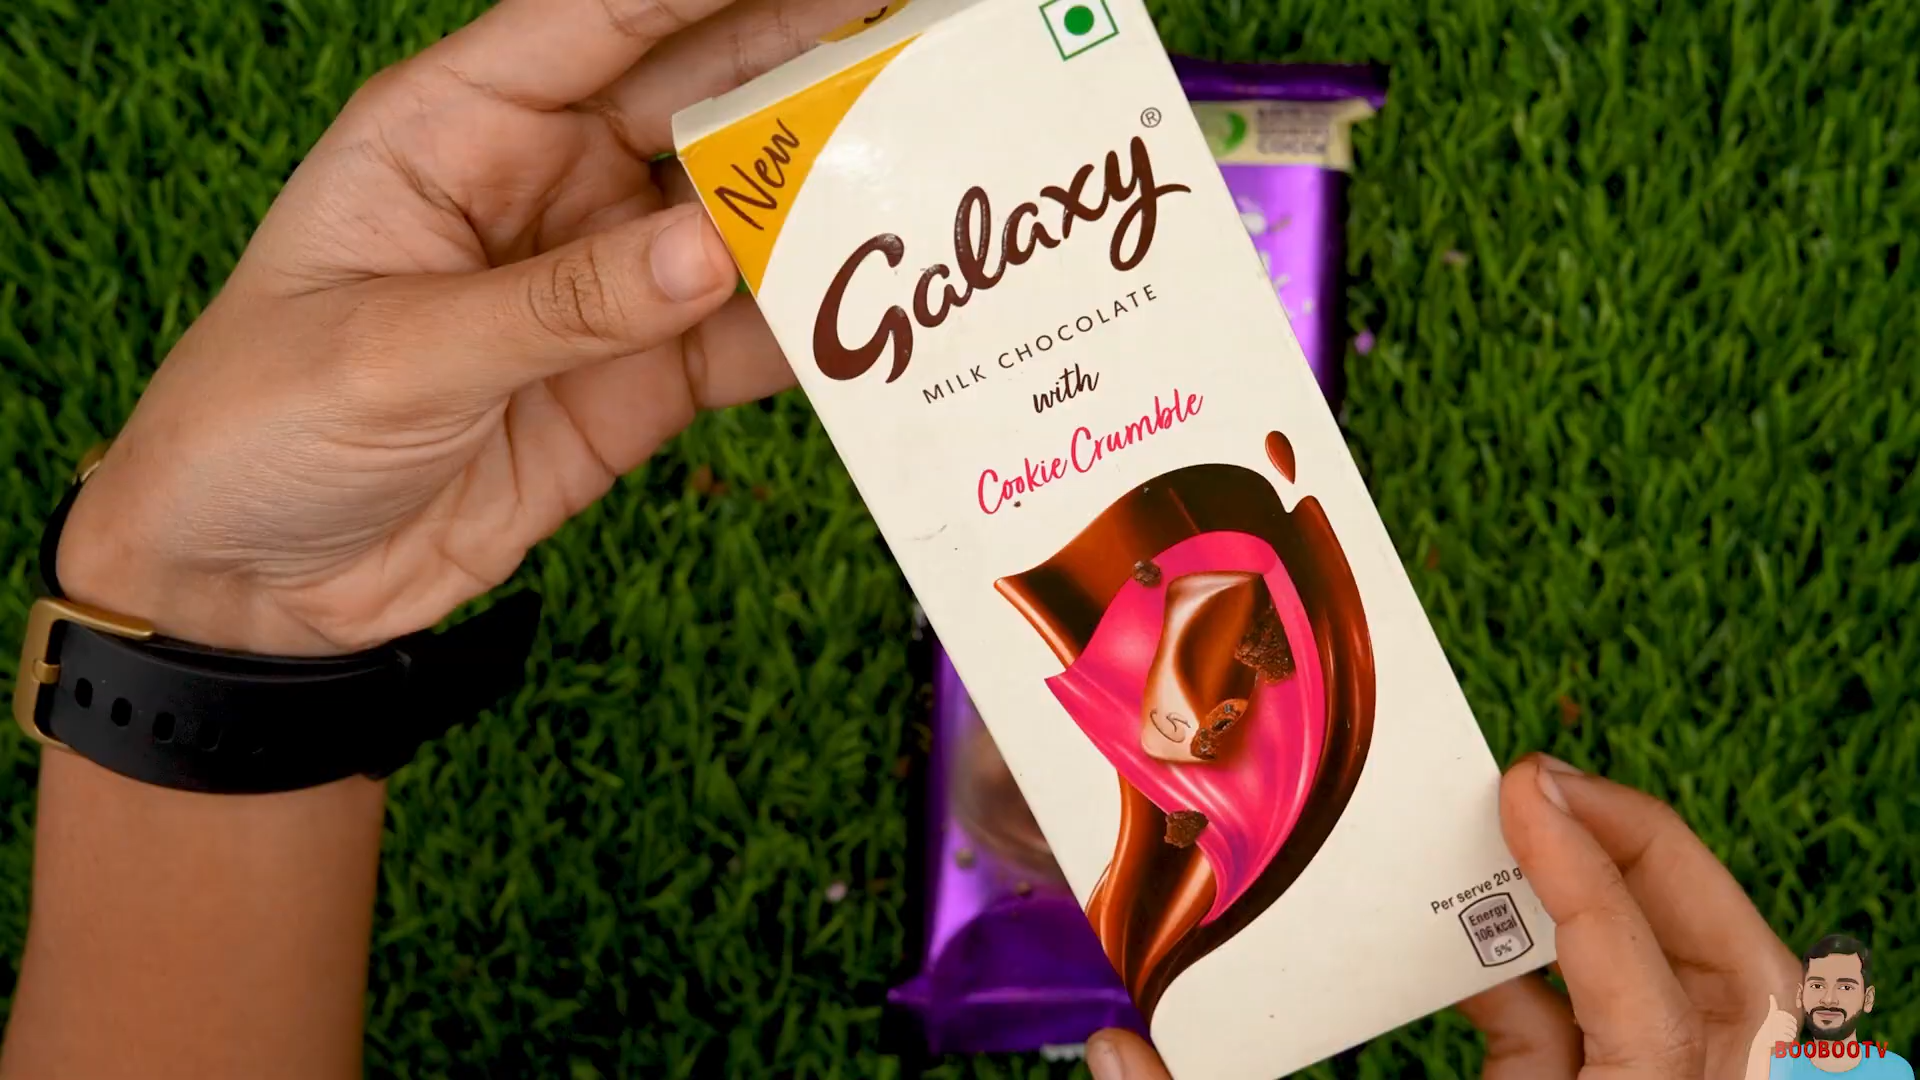 New
Galaxy®
MILK CHOCOLATE
with
Cookie Crumble
Per serve 20 g
Energy
106 kcal
5%*
BOOBOOTV